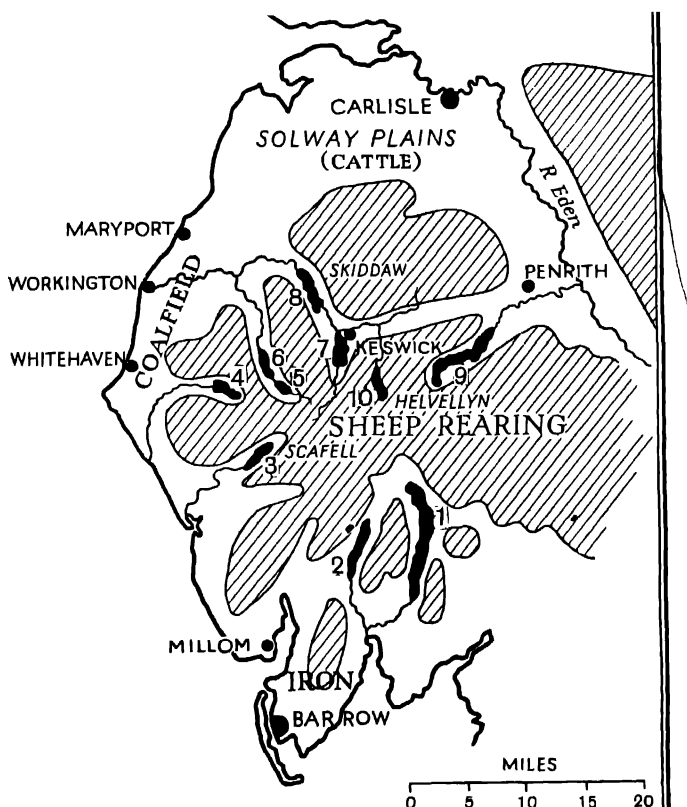 CARLISLE
SOLWAY PLAINS
(CATTLE)
R. Eden
MARYPORT
SKIDDAW
PENRITH
WORKINGTON
8
COALFIERD
7
KESWICK
WHITEHAVEN
6
4
5
9
10
HELVELLYN
SHEEP REARING
3
SCAFELL
1
2
MILLOM
IRON
BARROW
MILES
0 5 10 15 20